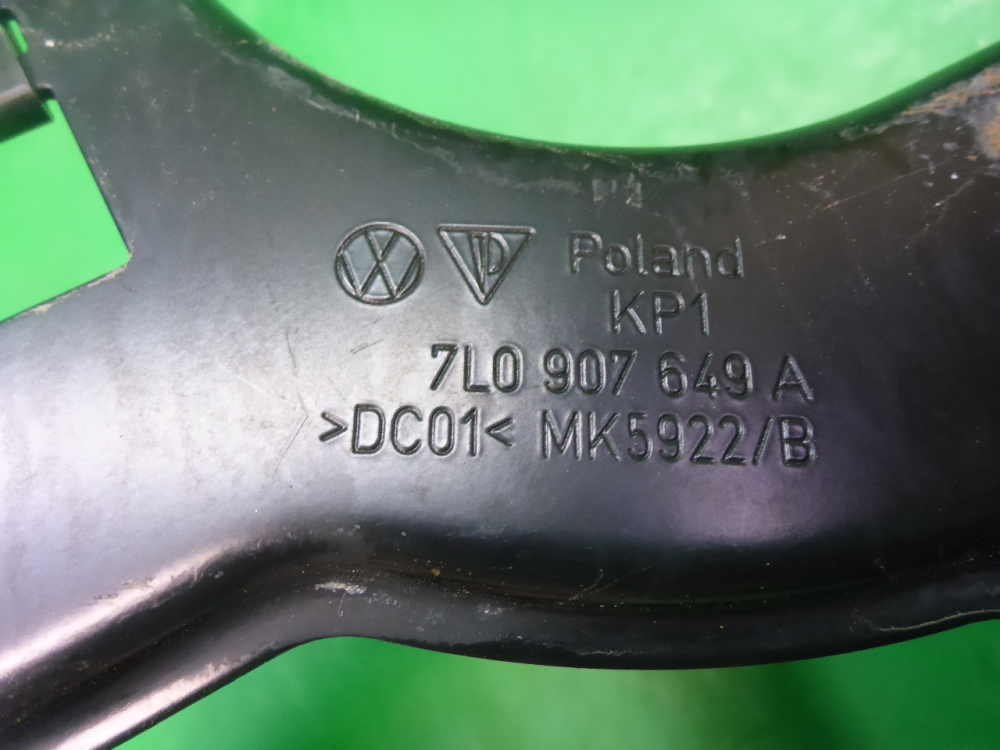 Poland
KP1
7L0 907 649 A
>DC01< MK5922/B